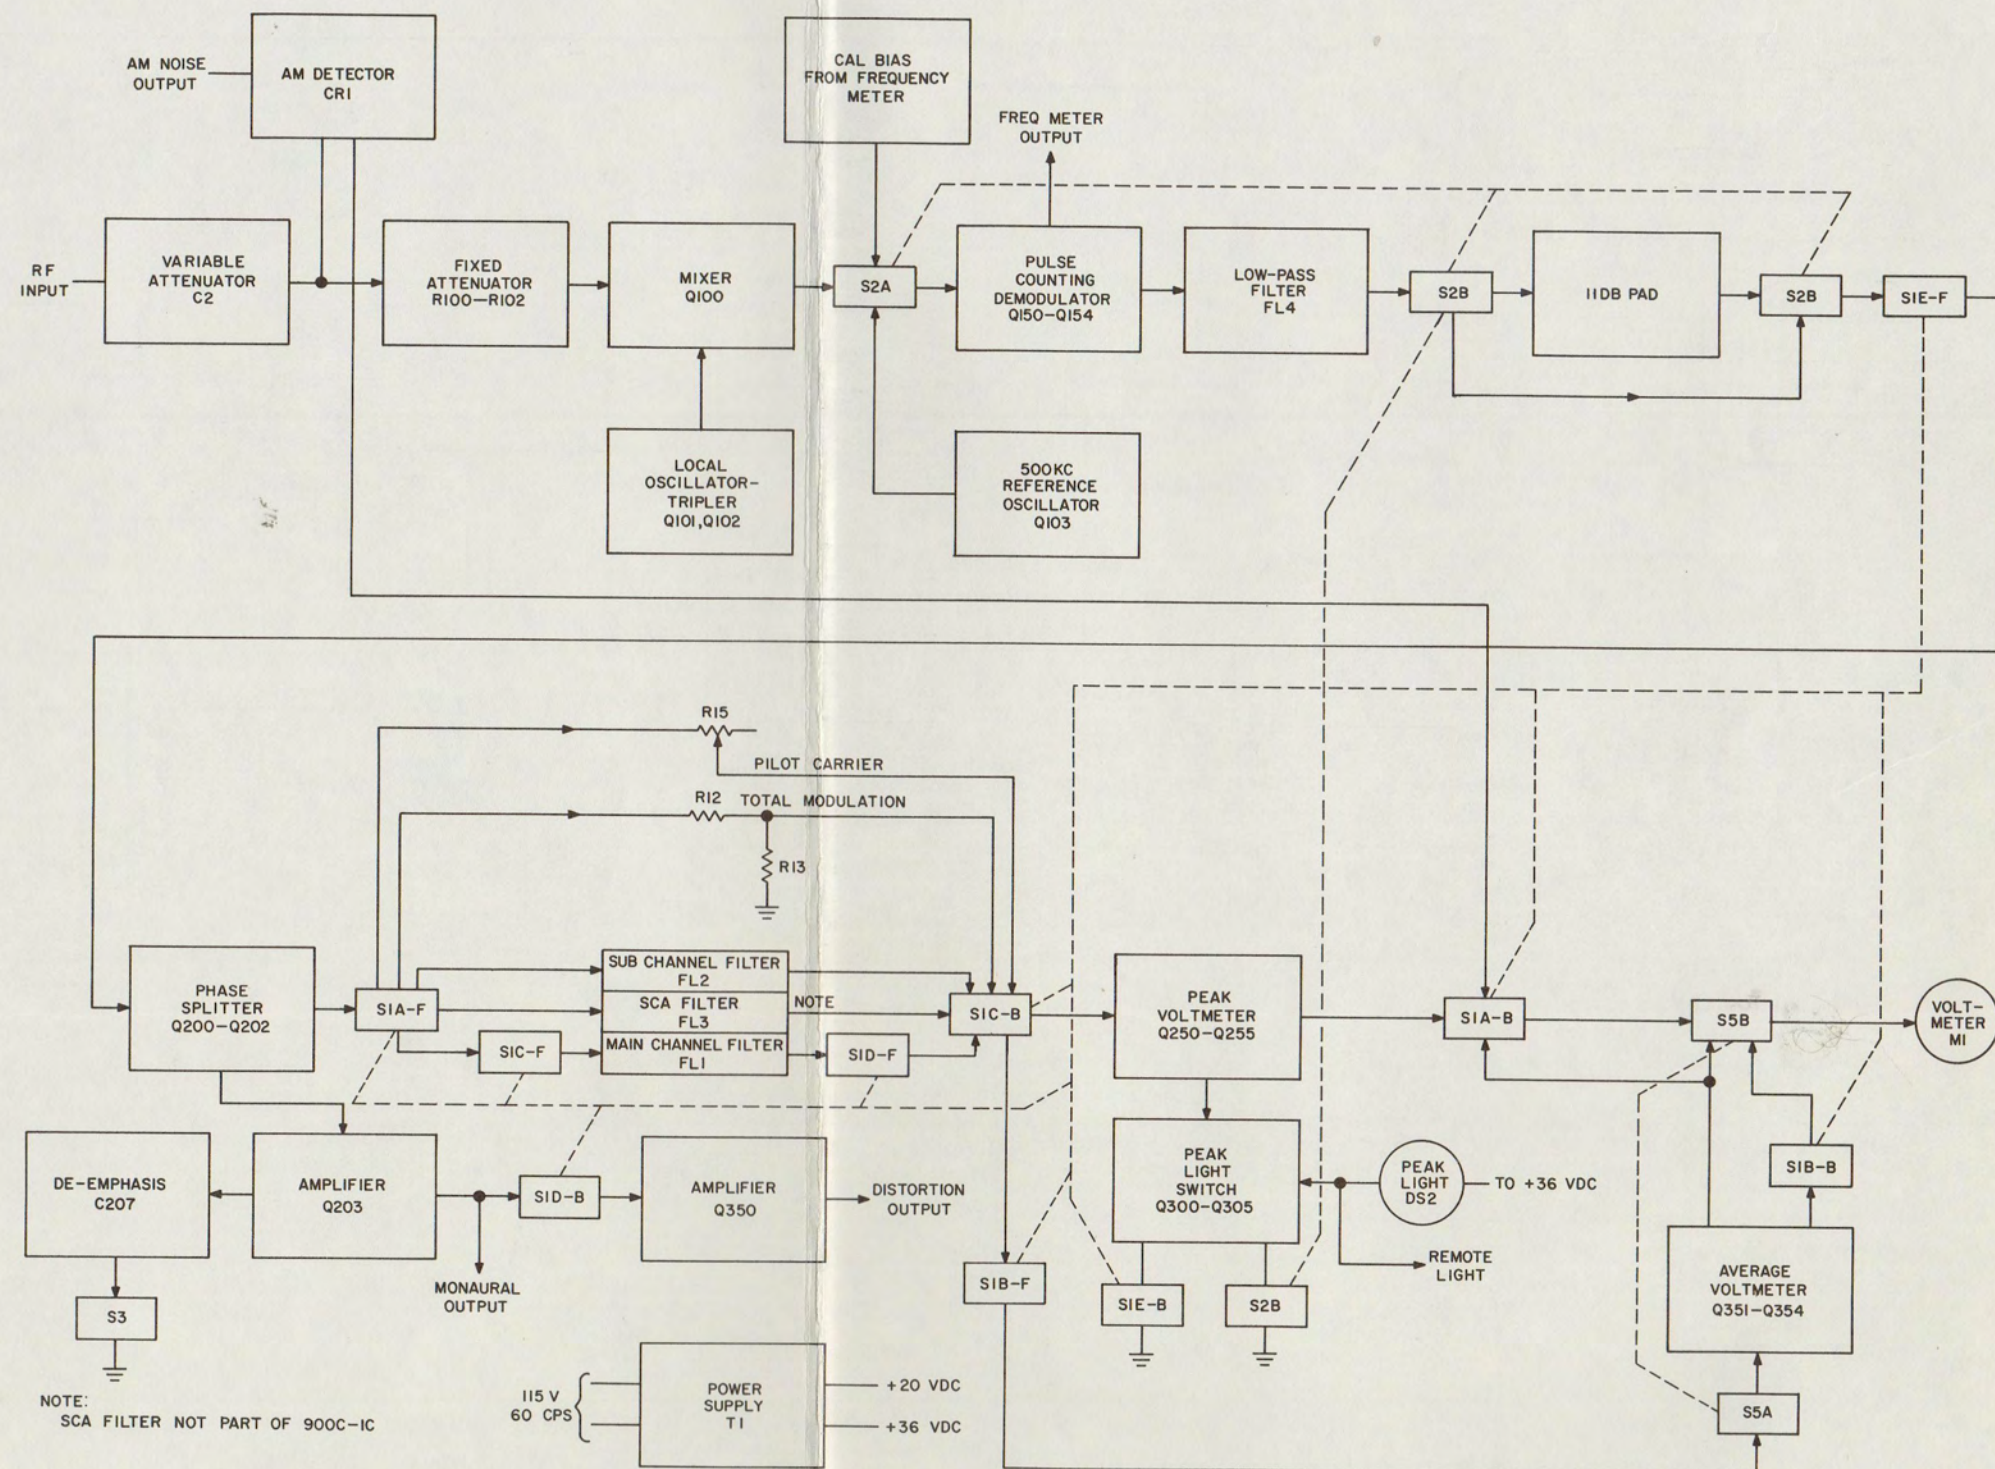 AM NOISE
OUTPUT
AM DETECTOR
CR1
CAL BIAS
FROM FREQUENCY
METER
FREQ METER
OUTPUT
RF
INPUT
VARIABLE
ATTENUATOR
C2
FIXED
ATTENUATOR
R100—R102
MIXER
Q100
S2A
PULSE
COUNTING
DEMODULATOR
Q150—Q154
LOW-PASS
FILTER
FL4
S2B
11DB PAD
S2B
S1E-F
LOCAL
OSCILLATOR-
TRIPLER
Q101,Q102
500KC
REFERENCE
OSCILLATOR
Q103
R15
PILOT CARRIER
R12
TOTAL MODULATION
R13
PHASE
SPLITTER
Q200—Q202
S1A-F
SUB CHANNEL FILTER
FL2
SCA FILTER
FL3
NOTE
S1C-F
MAIN CHANNEL FILTER
FL1
S1D-F
S1C-B
PEAK
VOLTMETER
Q250-Q255
S1A-B
S5B
VOLT-
METER
M1
DE-EMPHASIS
C207
AMPLIFIER
Q203
S1D-B
AMPLIFIER
Q350
DISTORTION
OUTPUT
PEAK
LIGHT
SWITCH
Q300-Q305
PEAK
LIGHT
DS2
TO +36 VDC
S1B-B
MONAURAL
OUTPUT
S1B-F
S1E-B
S2B
REMOTE
LIGHT
AVERAGE
VOLTMETER
Q351—Q354
S3
S5A
NOTE:
SCA FILTER NOT PART OF 900C-1C
115 V
60 CPS
POWER
SUPPLY
T1
+20 VDC
+36 VDC